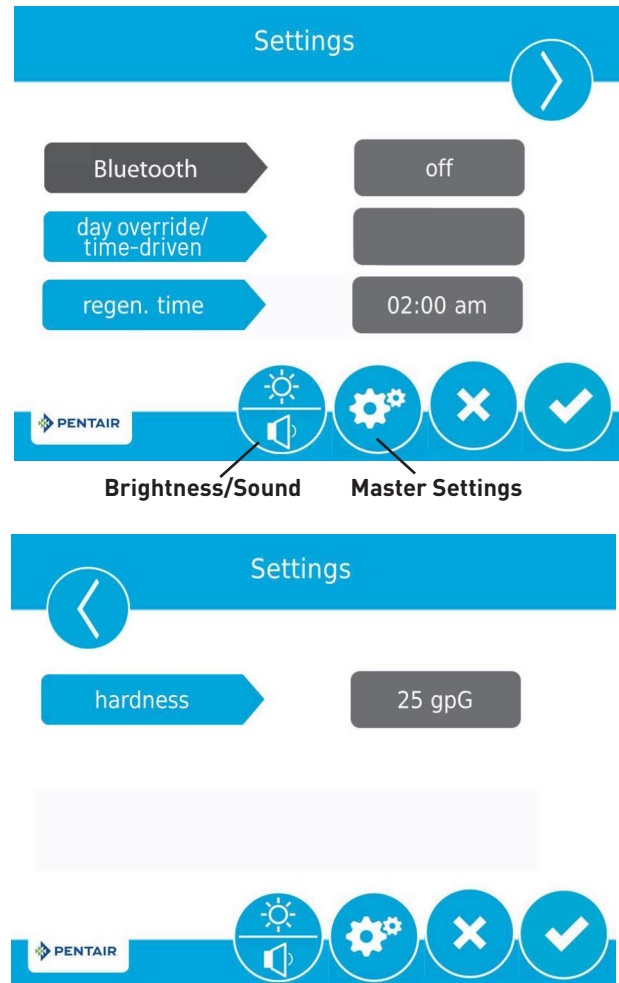 Settings
Bluetooth
off
day override/
time-driven
regen. time
02:00 am
PENTAIR
Brightness/Sound
Master Settings
Settings
hardness
25 gpG
PENTAIR